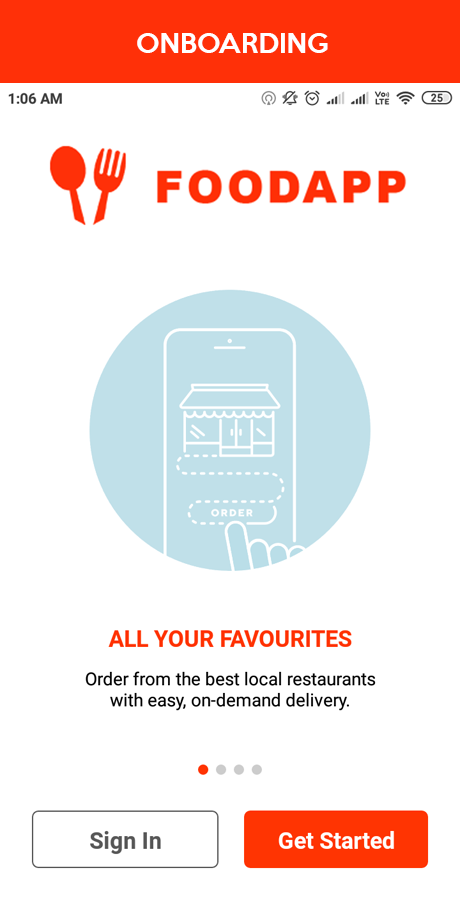 ONBOARDING
1:06 AM
Vo))
LTE
25
FOODAPP
ORDER
ALL YOUR FAVOURITES
Order from the best local restaurants
with easy, on-demand delivery.
Sign In
Get Started